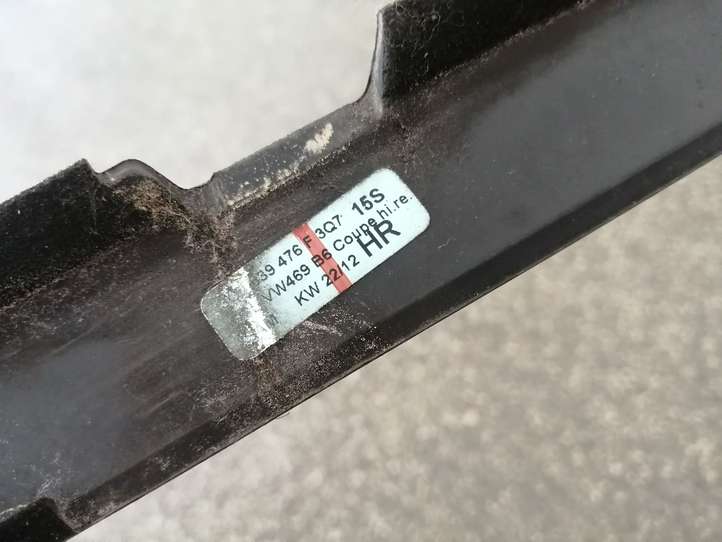 39 476 F 3Q7 15S
VW469 B6 Coupe hi.re.
KW 22/12 HR